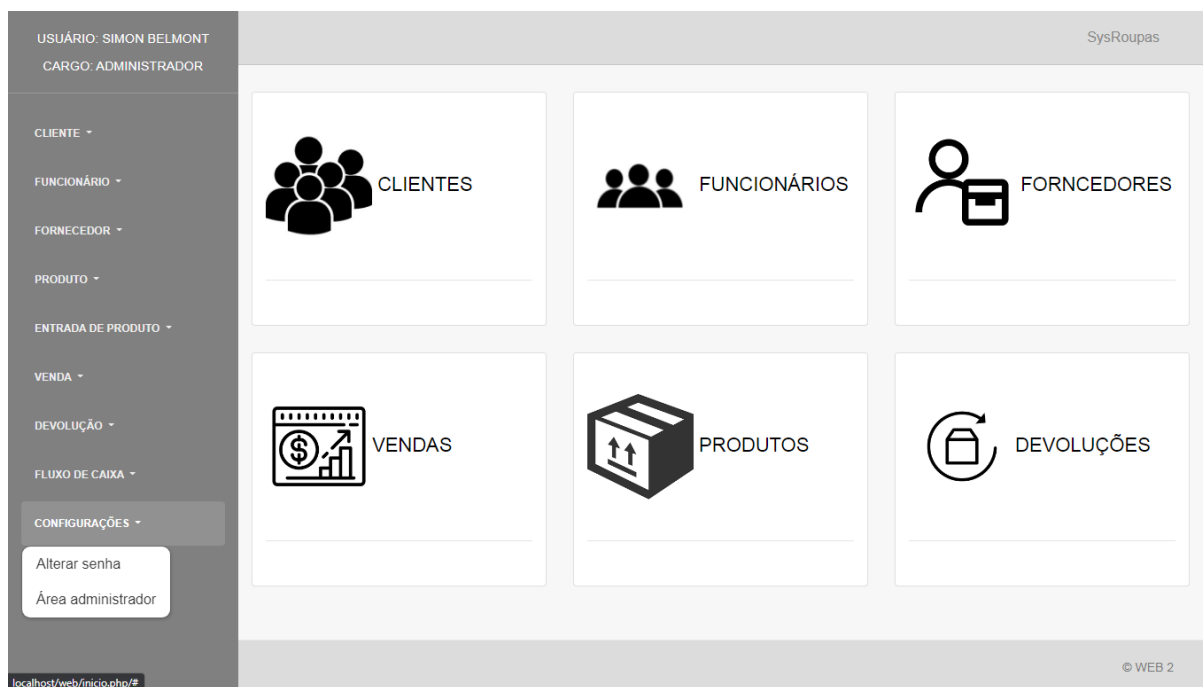 USUÁRIO: SIMON BELMONT
CARGO: ADMINISTRADOR
SysRoupas
CLIENTE
FUNCIONÁRIO
FORNECEDOR
PRODUTO
ENTRADA DE PRODUTO
VENDA
DEVOLUÇÃO
FLUXO DE CAIXA
CONFIGURAÇÕES
Alterar senha
Área administrador
CLIENTES
FUNCIONÁRIOS
FORNCEDORES
VENDAS
PRODUTOS
DEVOLUÇÕES
© WEB 2
localhost/web/inicio.php/#